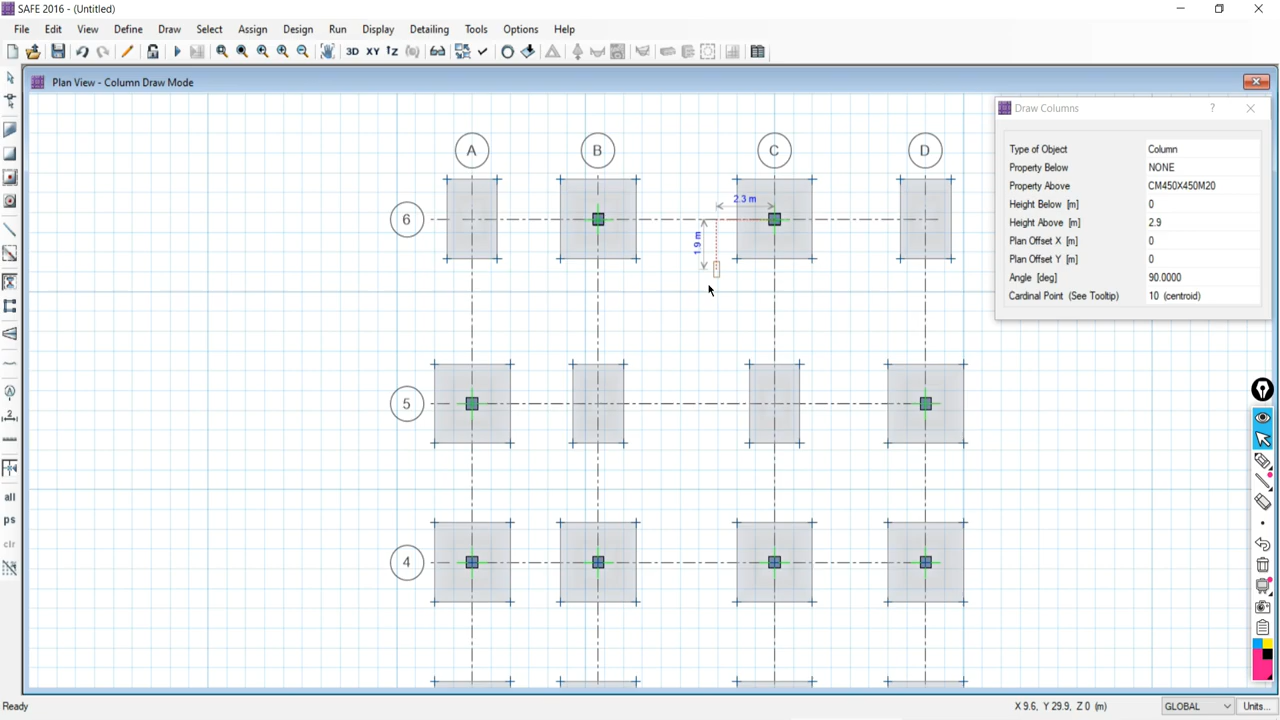 SAFE 2016 - (Untitled)
File Edit View Define Draw Select Assign Design Run Display Detailing Tools Options Help
3D XY
Plan View - Column Draw Mode
Draw Columns ?
Type of Object Column
Property Below NONE
Property Above CM450X450M20
Height Below [m] 0
Height Above [m] 2.9
Plan Offset X [m] 0
Plan Offset Y [m] 0
Angle [deg] 90.0000
Cardinal Point (See Tooltip) 10 (centroid)
A B C D
2.3 m
6
1.9 m
5
4
all
ps
clr
Ready X 9.6, Y 29.9, Z 0 (m) GLOBAL Units...